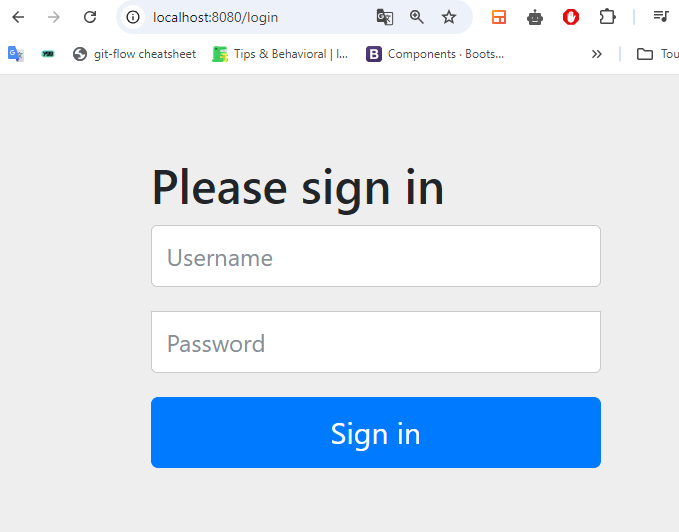 localhost:8080/login
git-flow cheatsheet
Tips & Behavioral | I...
B
Components · Boots...
Tou
Please sign in
Username
Password
Sign in